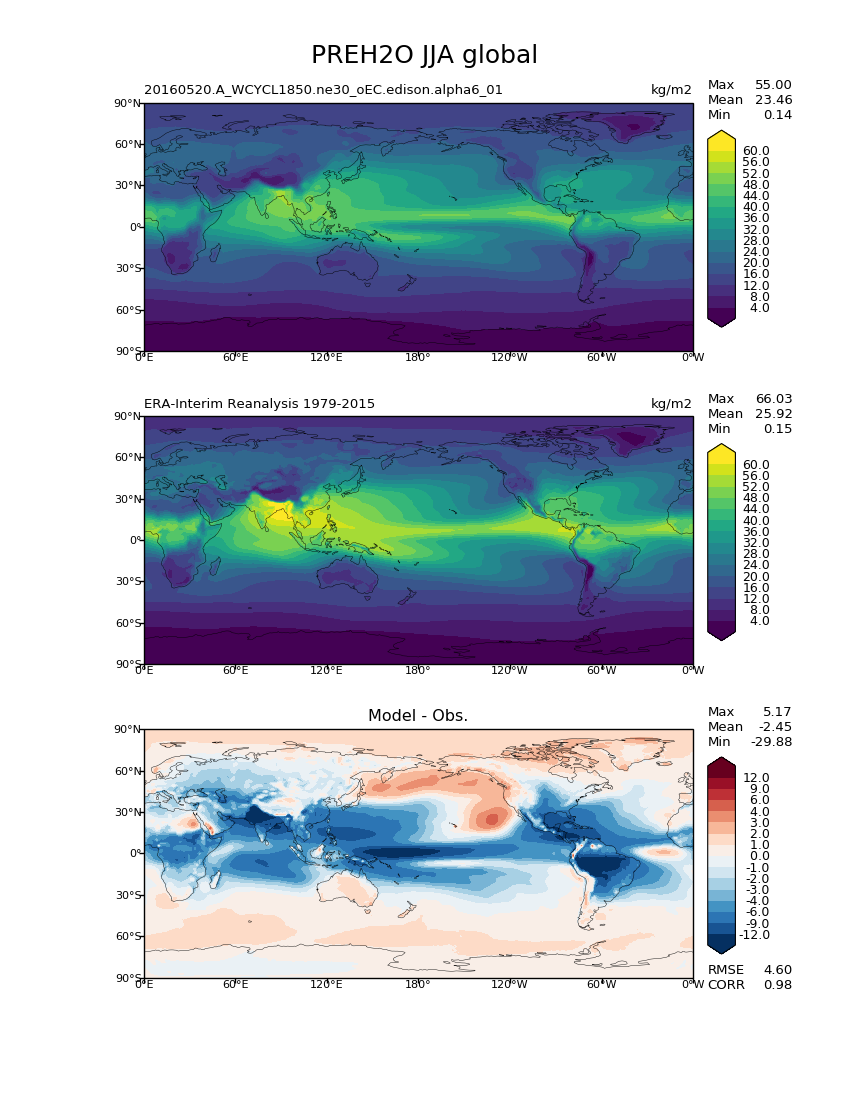 PREH2O JJA global
20160520.A_WCYCL1850.ne30_oEC.edison.alpha6_01 kg/m2
Max 55.00
Mean 23.46
Min 0.14
90°N
60°N
30°N
0°
30°S
60°S
90°S
0°E 60°E 120°E 180° 120°W 60°W 0°W
60.0
56.0
52.0
48.0
44.0
40.0
36.0
32.0
28.0
24.0
20.0
16.0
12.0
8.0
4.0
ERA-Interim Reanalysis 1979-2015 kg/m2
Max 66.03
Mean 25.92
Min 0.15
90°N
60°N
30°N
0°
30°S
60°S
90°S
0°E 60°E 120°E 180° 120°W 60°W 0°W
60.0
56.0
52.0
48.0
44.0
40.0
36.0
32.0
28.0
24.0
20.0
16.0
12.0
8.0
4.0
Model - Obs.
Max 5.17
Mean -2.45
Min -29.88
90°N
60°N
30°N
0°
30°S
60°S
90°S
0°E 60°E 120°E 180° 120°W 60°W 0°W
12.0
9.0
6.0
4.0
3.0
2.0
1.0
0.0
-1.0
-2.0
-3.0
-4.0
-6.0
-9.0
-12.0
RMSE 4.60
CORR 0.98